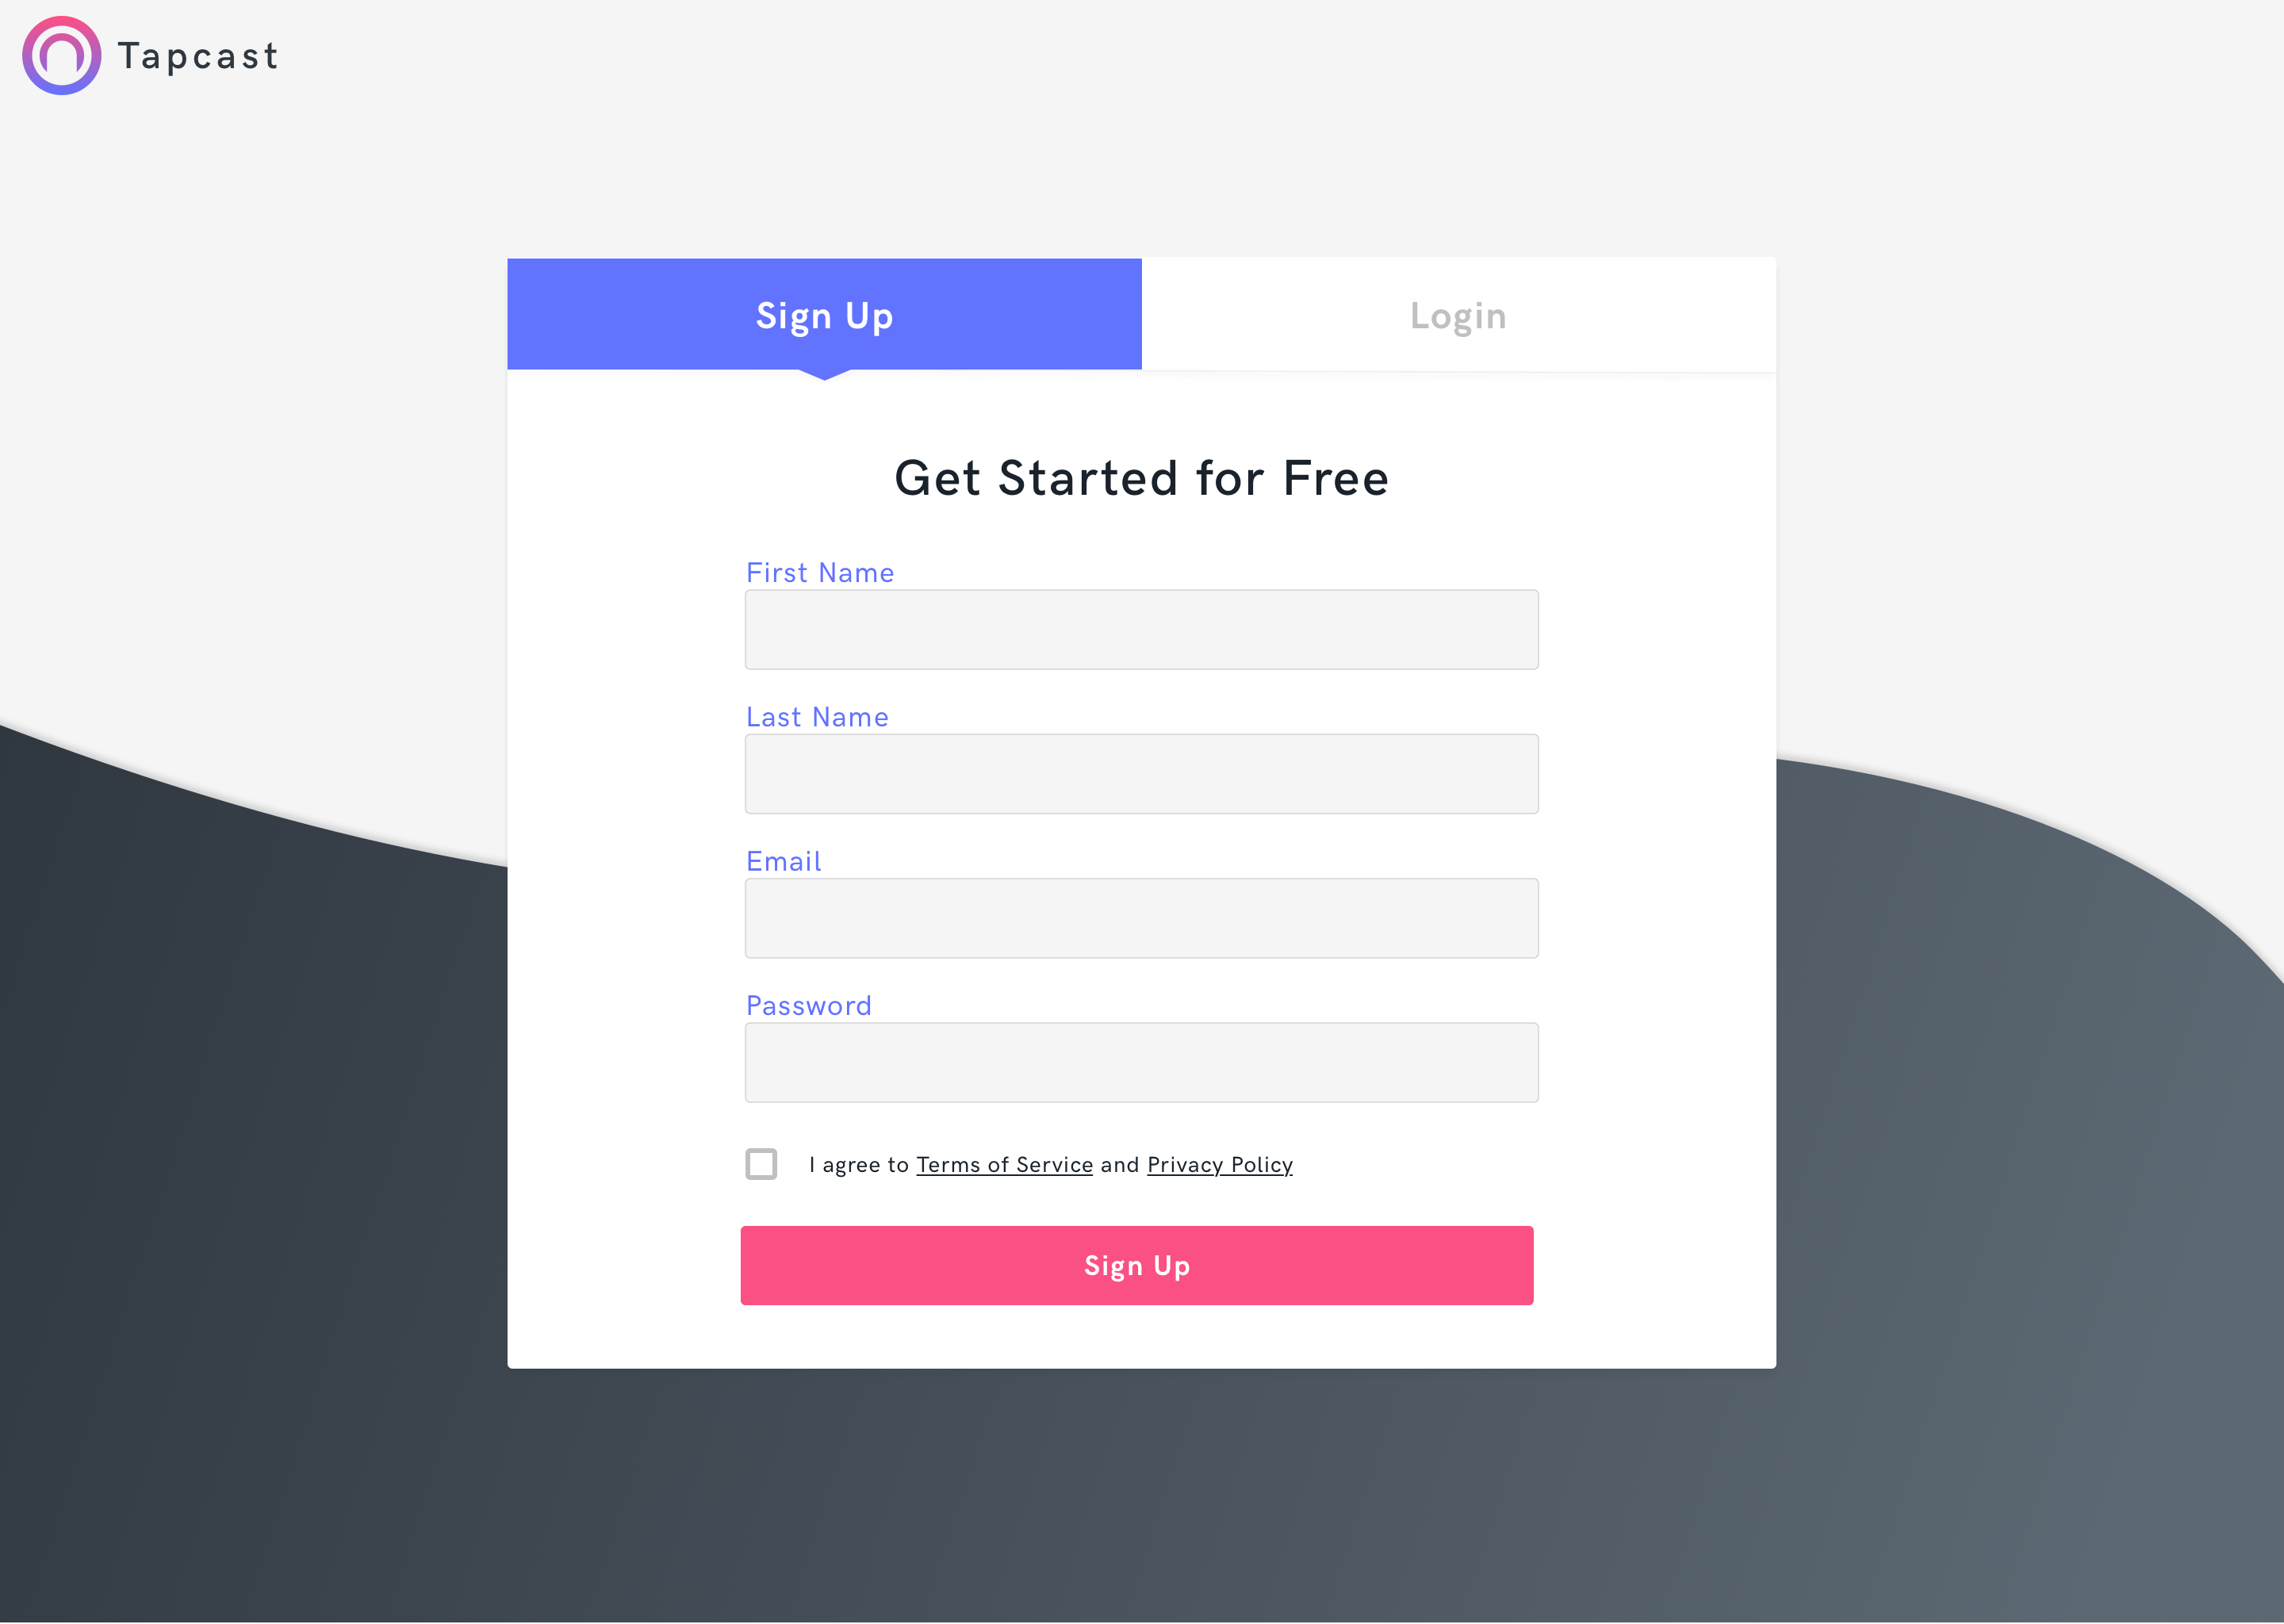 Tapcast
Sign Up
Login
Get Started for Free
First Name
Last Name
Email
Password
I agree to Terms of Service and Privacy Policy
Sign Up